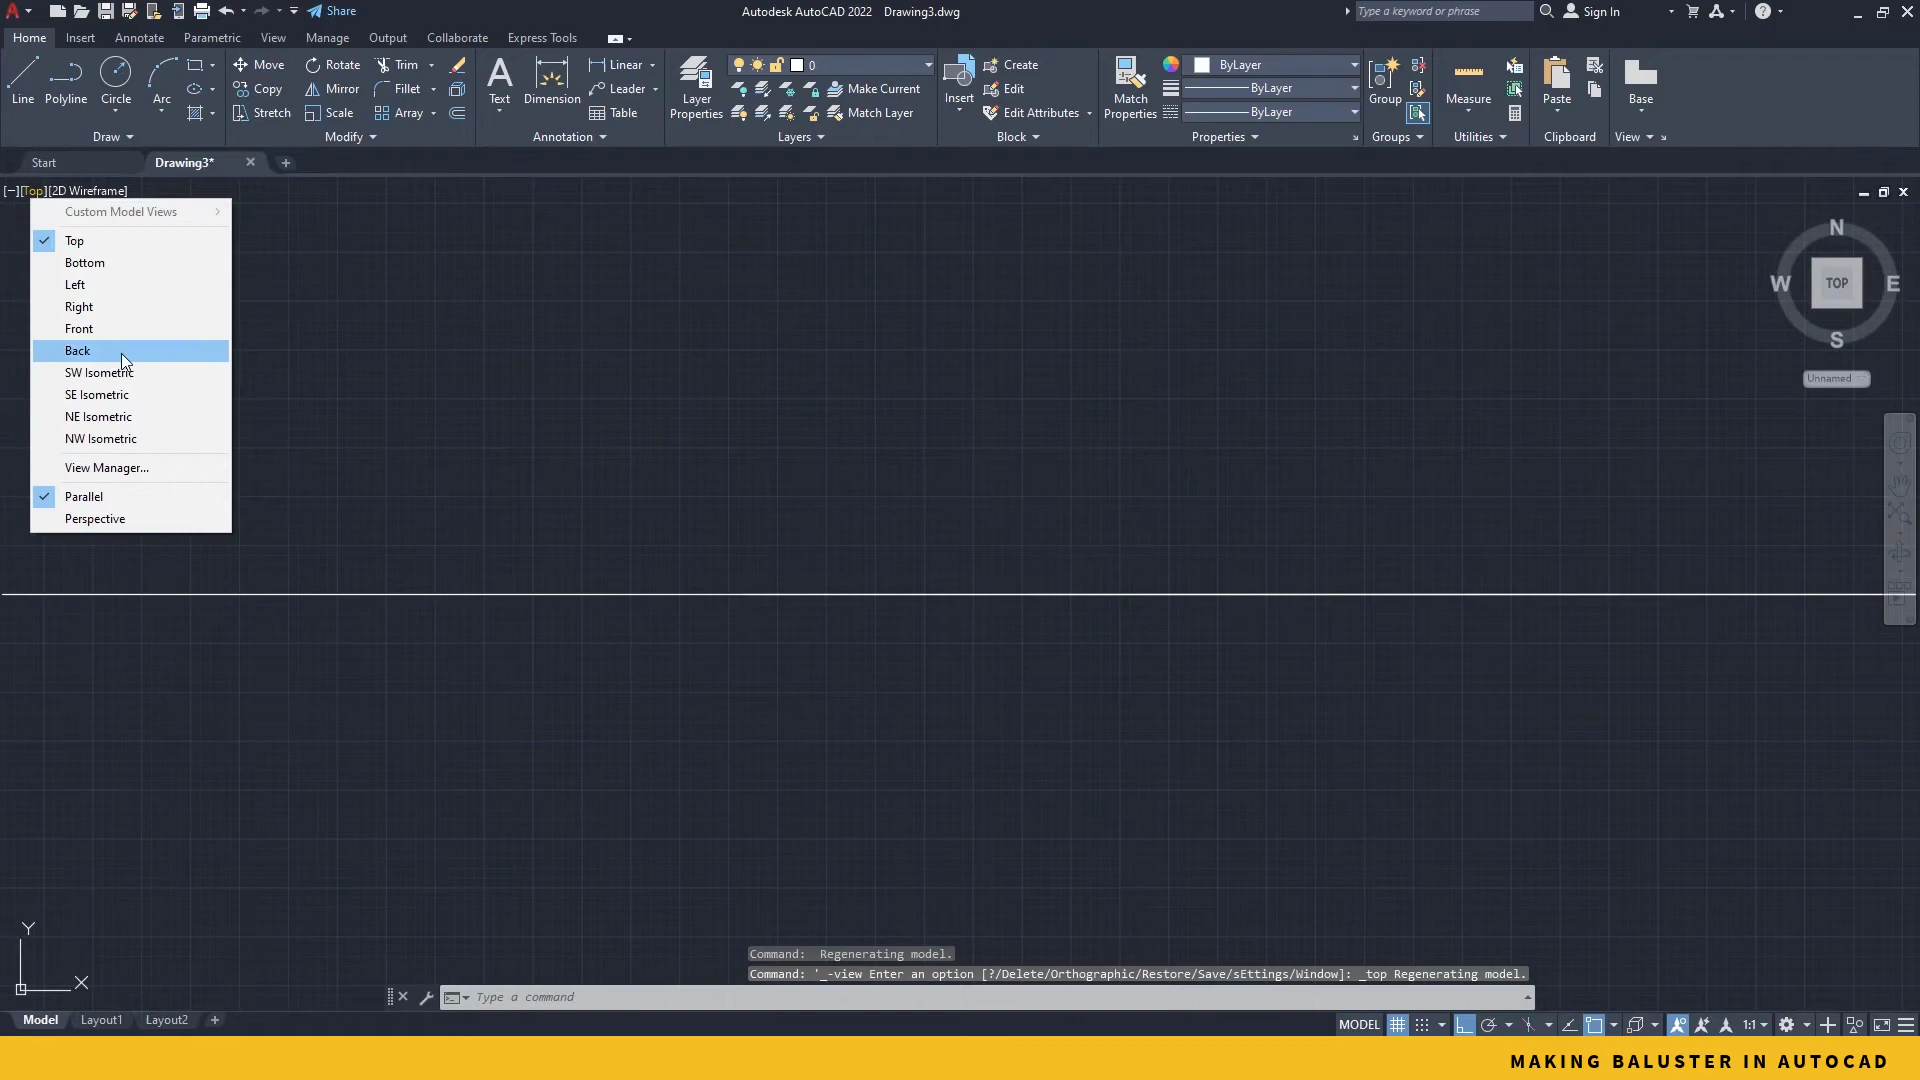 Share
Autodesk AutoCAD 2022 Drawing3.dwg
Type a keyword or phrase
Sign In
Home Insert Annotate Parametric View Manage Output Collaborate Express Tools
Line Polyline Circle Arc
Draw
Move Rotate Trim
Copy Mirror Fillet
Stretch Scale Array
Modify
Text Dimension
Linear
Leader
Table
Annotation
Layer Properties
0
Make Current
Match Layer
Layers
Insert
Create
Edit
Edit Attributes
Block
Match Properties
ByLayer
ByLayer
ByLayer
Properties
Group
Groups
Measure
Utilities
Paste
Clipboard
Base
View
Start Drawing3*
[−][Top][2D Wireframe]
Custom Model Views
Top
Bottom
Left
Right
Front
Back
SW Isometric
SE Isometric
NE Isometric
NW Isometric
View Manager...
Parallel
Perspective
N
W TOP E
S
Unnamed
Y
X
Command: Regenerating model.
Command: '_-view Enter an option [?/Delete/Orthographic/Restore/Save/sEttings/Window]: _top Regenerating model.
Type a command
Model Layout1 Layout2
MODEL 1:1
MAKING BALUSTER IN AUTOCAD